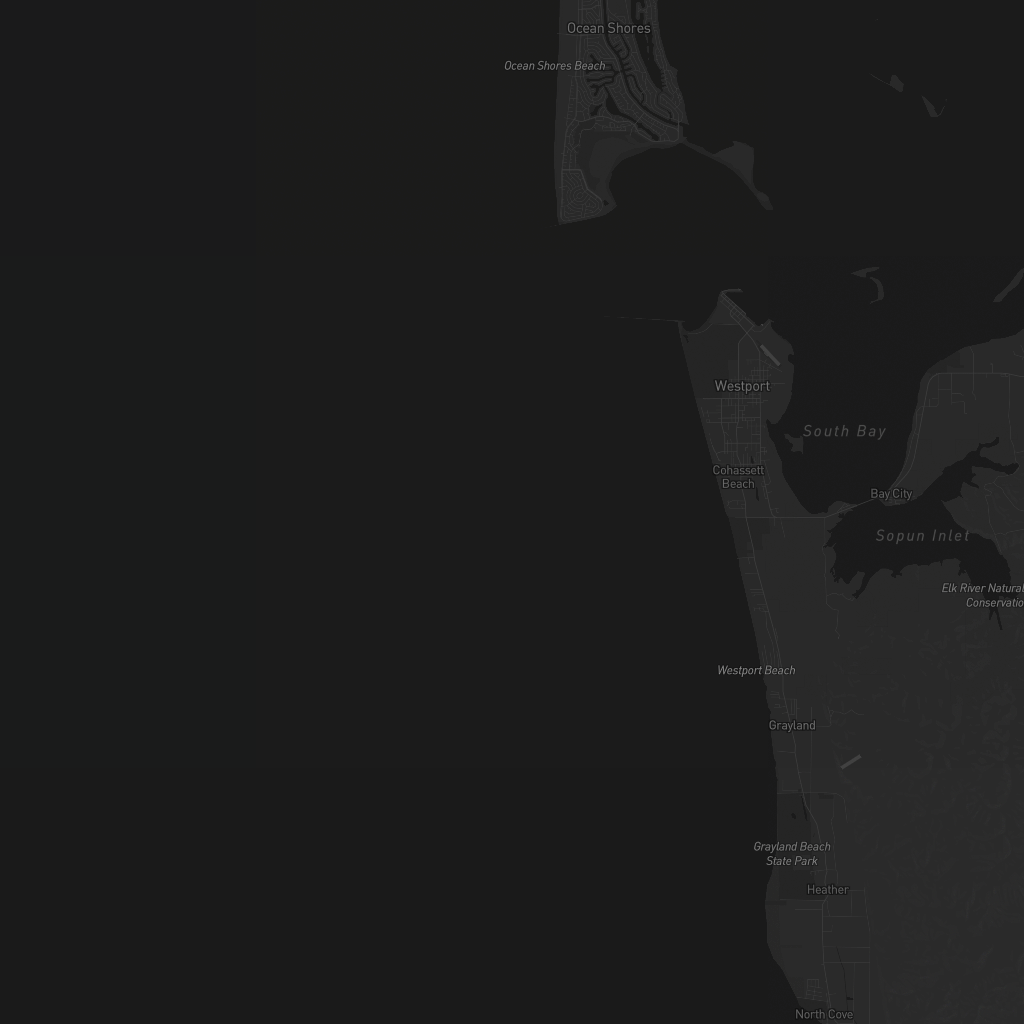 Ocean Shores
Ocean Shores Beach
Westport
South Bay
Cohassett
Beach
Bay City
Sopun Inlet
Elk River Natural
Conservatio
Westport Beach
Grayland
Grayland Beach
State Park
Heather
North Cove